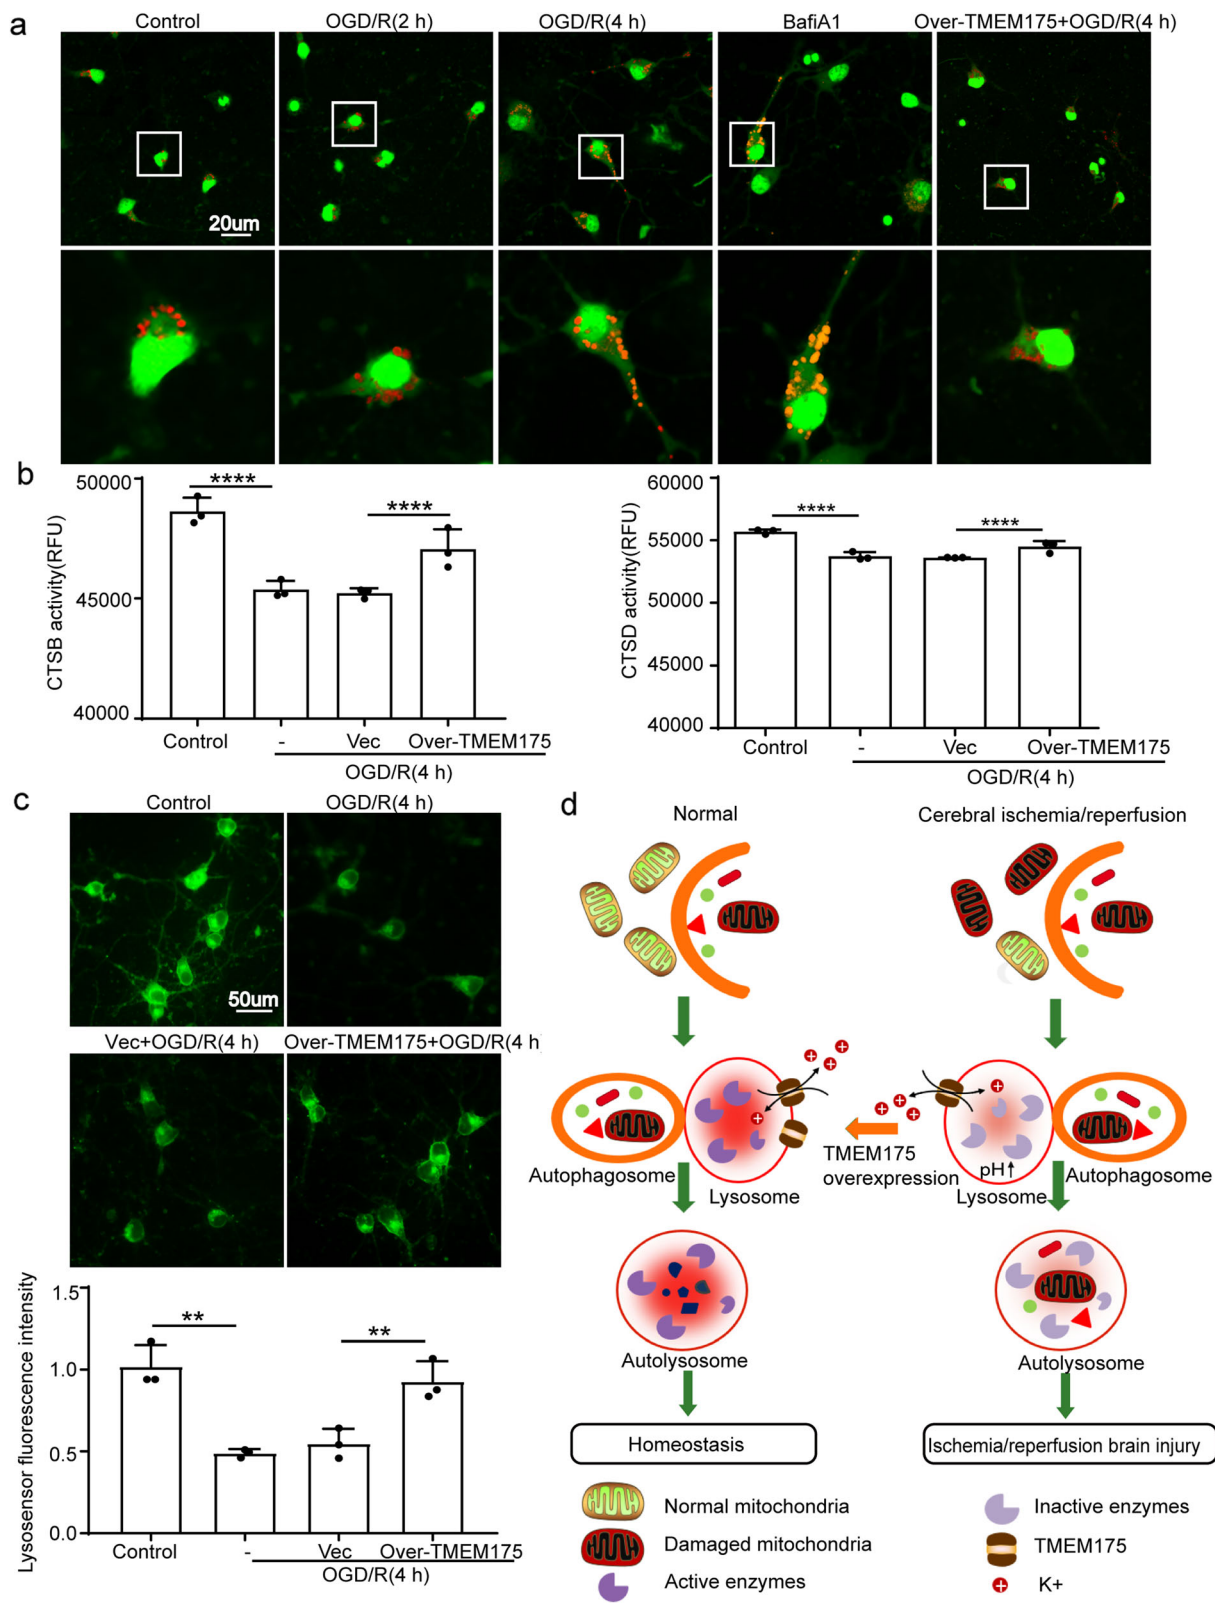 a
Control
OGD/R(2 h)
OGD/R(4 h)
BafiA1
Over-TMEM175+OGD/R(4 h)
20um
b
CTSB activity(RFU)
50000
45000
40000
****
****
Control
-
Vec
Over-TMEM175
OGD/R(4 h)
CTSD activity(RFU)
60000
55000
50000
45000
40000
****
****
Control
-
Vec
Over-TMEM175
OGD/R(4 h)
c
Control
OGD/R(4 h)
50um
Vec+OGD/R(4 h)
Over-TMEM175+OGD/R(4 h
Lysosensor fluorescence intensity
1.5
1.0
0.5
0.0
**
**
Control
-
Vec
Over-TMEM175
OGD/R(4 h)
d
Normal
Cerebral ischemia/reperfusion
Autophagosome
Lysosome
TMEM175
overexpression
pH↑
Lysosome
Autophagosome
Autolysosome
Autolysosome
Homeostasis
Ischemia/reperfusion brain injury
Normal mitochondria
Damaged mitochondria
Active enzymes
Inactive enzymes
TMEM175
K+